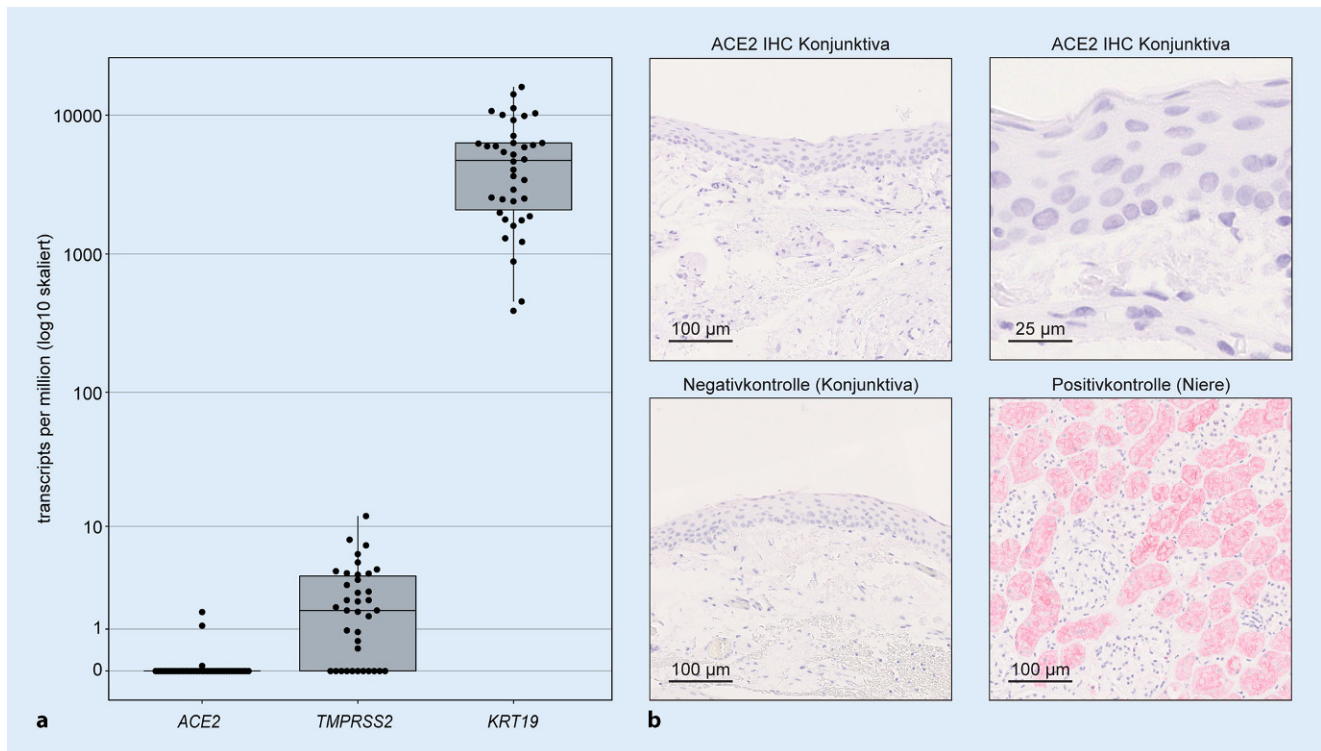 transcripts per million (log10 skaliert)
10000
1000
100
10
1
0
ACE2
TMPRSS2
KRT19
a
ACE2 IHC Konjunktiva
100 µm
ACE2 IHC Konjunktiva
25 µm
Negativkontrolle (Konjunktiva)
100 µm
Positivkontrolle (Niere)
100 µm
b